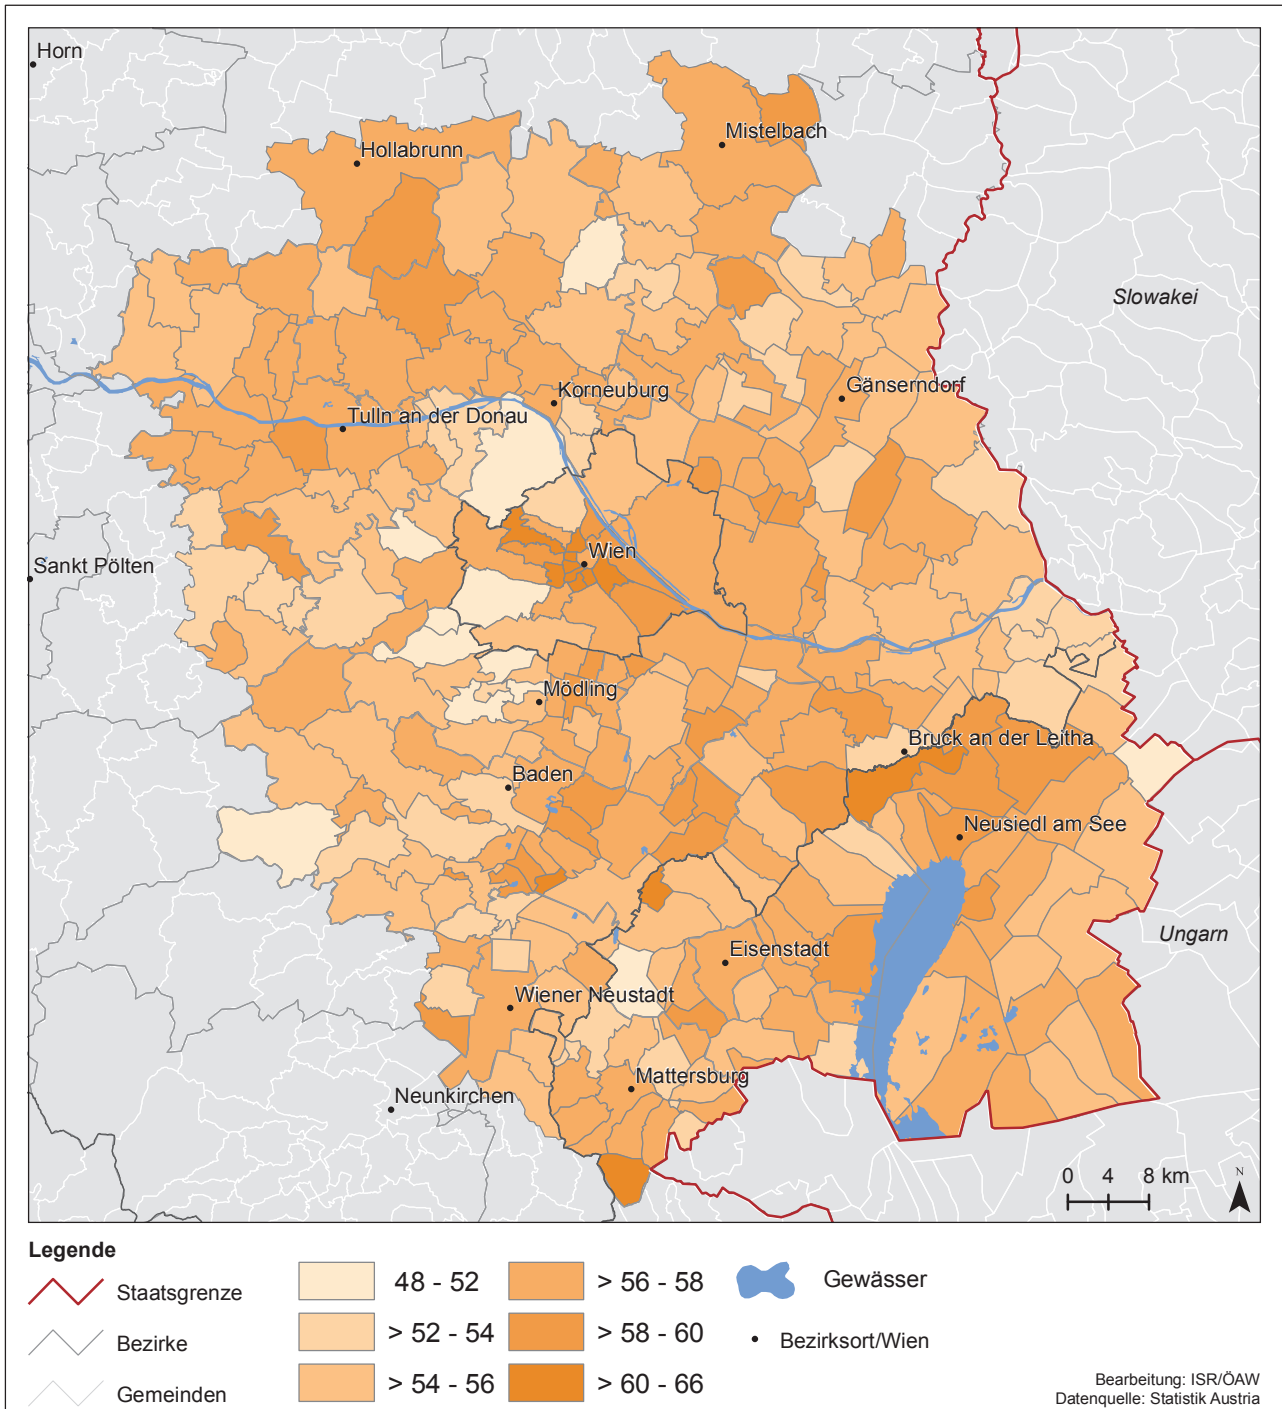 Horn
Mistelbach
Hollabrunn
Slowakei
Gänserndorf
Korneuburg
Tulln an der Donau
Wien
Sankt Pölten
Mödling
Bruck an der Leitha
Baden
Neusiedl am See
Ungarn
Eisenstadt
Wiener Neustadt
Mattersburg
Neunkirchen
0 4 8 km
N
Legende
Staatsgrenze
Bezirke
Gemeinden
48 - 52
> 52 - 54
> 54 - 56
> 56 - 58
> 58 - 60
> 60 - 66
Gewässer
Bezirksort/Wien
Bearbeitung: ISR/ÖAW
Datenquelle: Statistik Austria